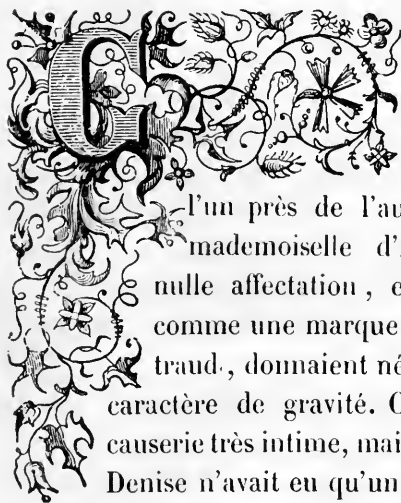 C
l'un près de l'au
mademoiselle d'
nulle affectation , e
comme une marque
traud , donnaient né
caractère de gravité. C
causerie très intime, mai
Denise n'avait eu qu'un